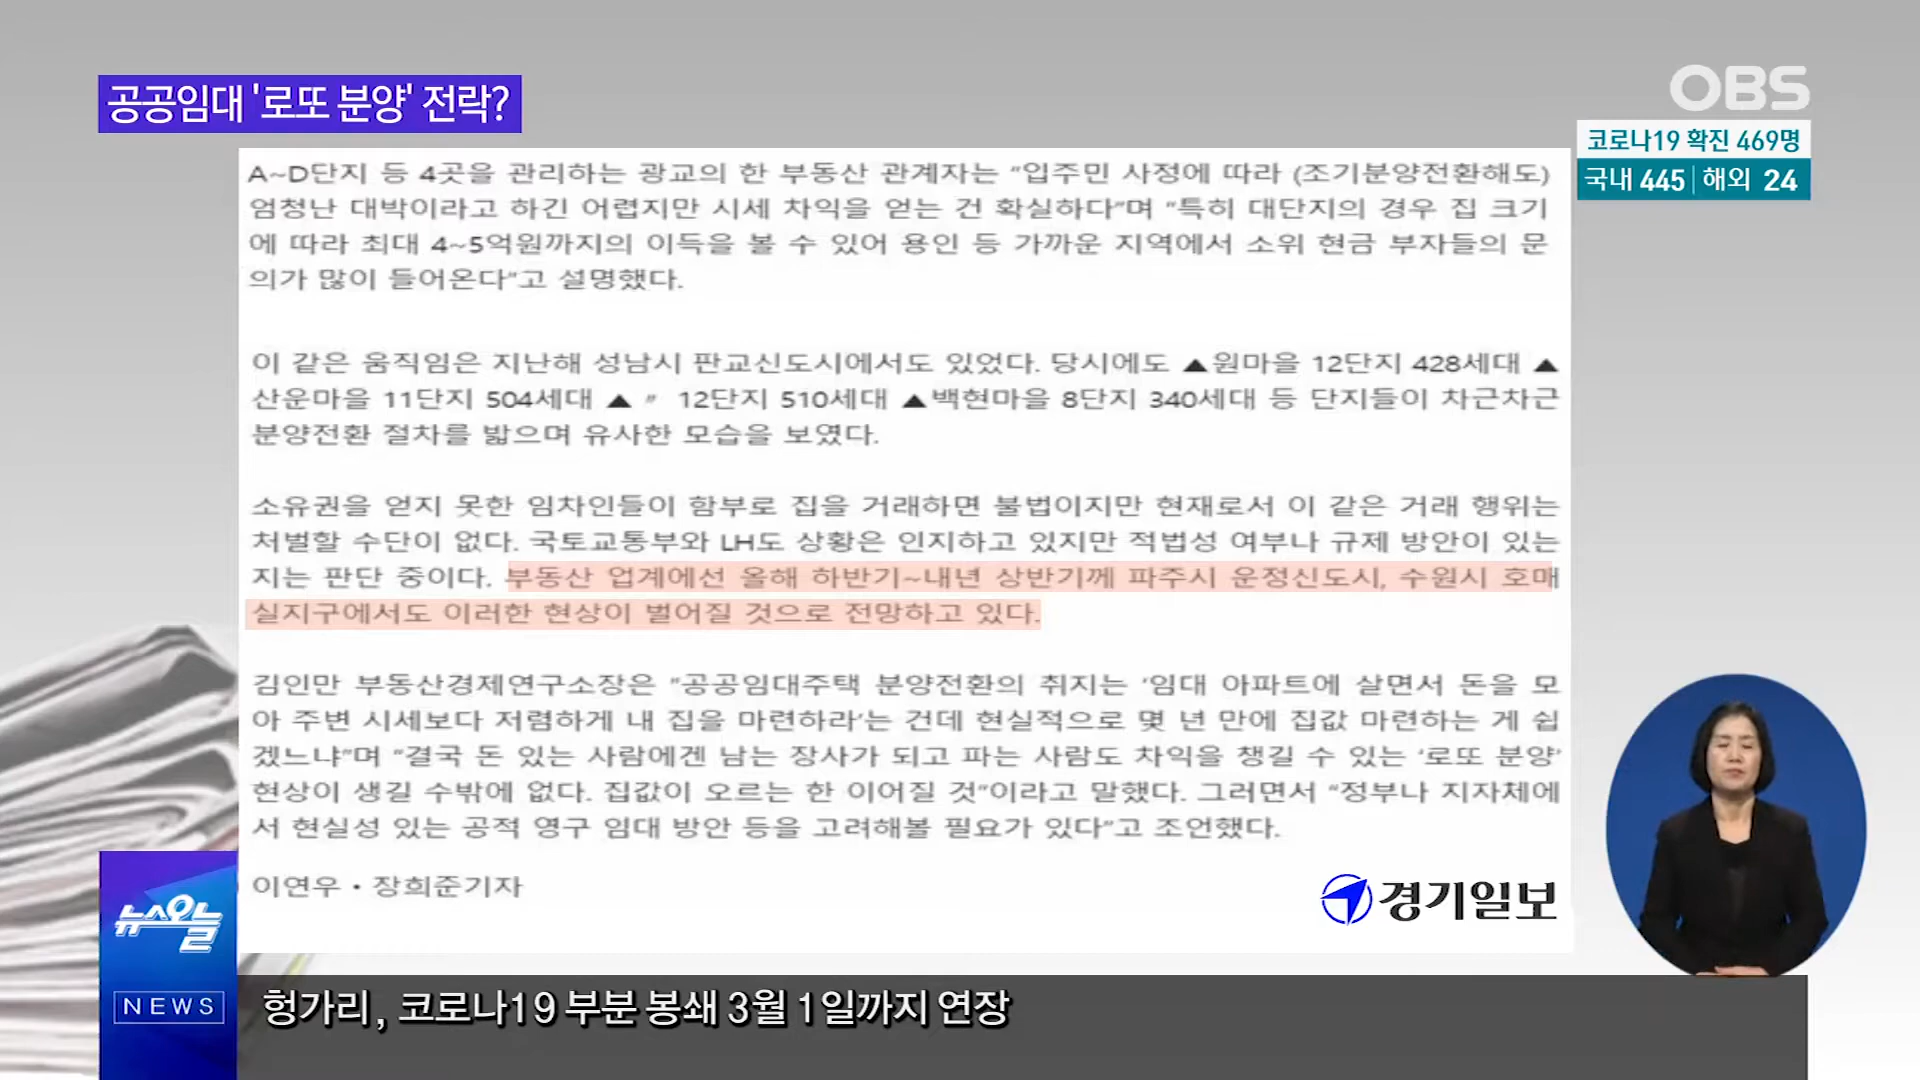 공공임대 '로또 분양' 전락?
OBS
코로나19 확진 469명
국내 445 | 해외 24
A~D단지 등 4곳을 관리하는 광교의 한 부동산 관계자는 “입주민 사정에 따라 (조기분양전환해도)
엄청난 대박이라고 하긴 어렵지만 시세 차익을 얻는 건 확실하다”며 “특히 대단지의 경우 집 크기
에 따라 최대 4~5억원까지의 이득을 볼 수 있어 용인 등 가까운 지역에서 소위 현금 부자들의 문
의가 많이 들어온다”고 설명했다.
이 같은 움직임은 지난해 성남시 판교신도시에서도 있었다. 당시에도 ▲원마을 12단지 428세대 ▲
산운마을 11단지 504세대 ▲〃 12단지 510세대 ▲백현마을 8단지 340세대 등 단지들이 차근차근
분양전환 절차를 밟으며 유사한 모습을 보였다.
소유권을 얻지 못한 임차인들이 함부로 집을 거래하면 불법이지만 현재로서 이 같은 거래 행위는
처벌할 수단이 없다. 국토교통부와 LH도 상황은 인지하고 있지만 적법성 여부나 규제 방안이 있는
지는 판단 중이다. 부동산 업계에선 올해 하반기~내년 상반기께 파주시 운정신도시, 수원시 호매
실지구에서도 이러한 현상이 벌어질 것으로 전망하고 있다.
김인만 부동산경제연구소장은 “공공임대주택 분양전환의 취지는 ‘임대 아파트에 살면서 돈을 모
아 주변 시세보다 저렴하게 내 집을 마련하라’는 건데 현실적으로 몇 년 만에 집값 마련하는 게 쉽
겠느냐”며 “결국 돈 있는 사람에겐 남는 장사가 되고 파는 사람도 차익을 챙길 수 있는 ‘로또 분양’
현상이 생길 수밖에 없다. 집값이 오르는 한 이어질 것”이라고 말했다. 그러면서 “정부나 지자체에
서 현실성 있는 공적 영구 임대 방안 등을 고려해볼 필요가 있다”고 조언했다.
이연우·장희준기자
경기일보
뉴스오늘
NEWS
헝가리, 코로나19 부분 봉쇄 3월 1일까지 연장